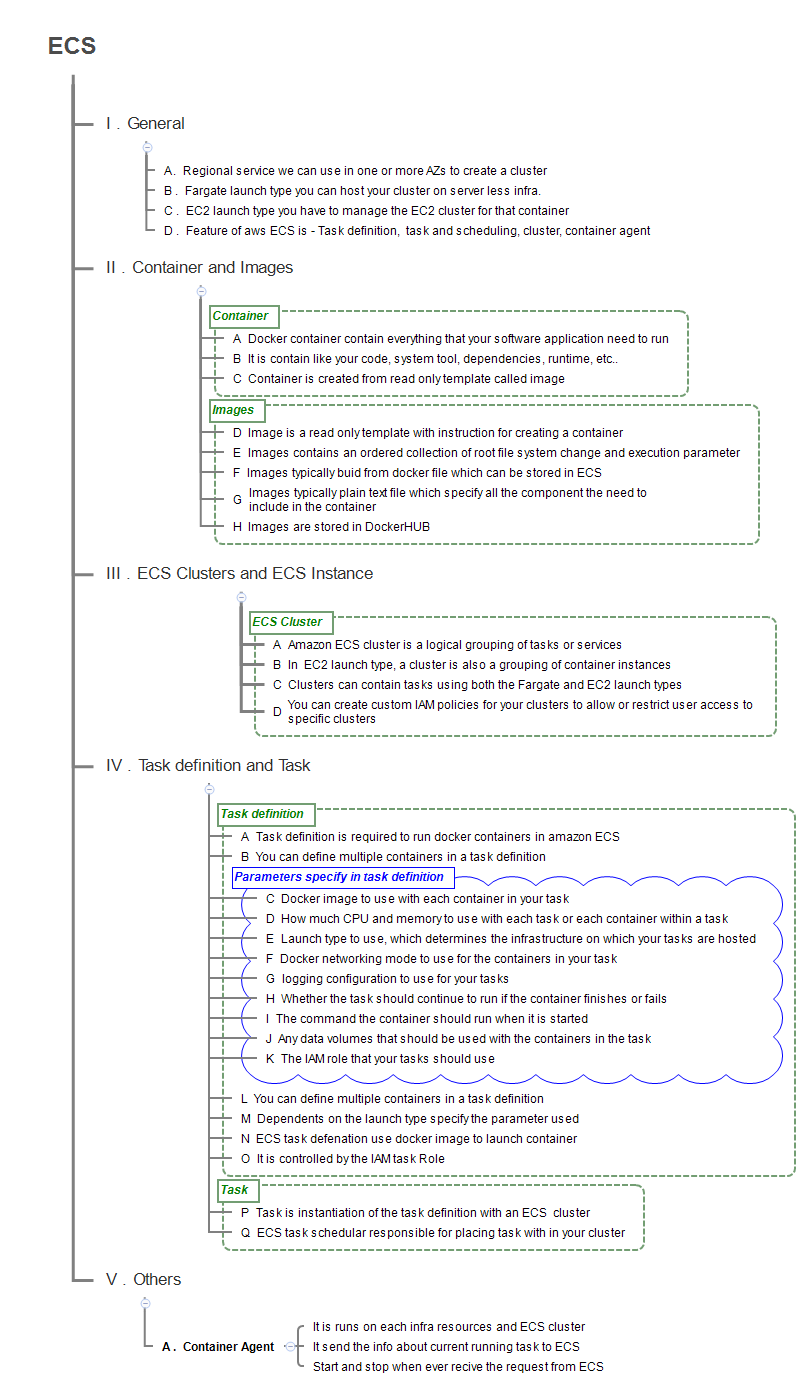 ECS
I . General
A. Regional service we can use in one or more AZs to create a cluster
B . Fargate launch type you can host your cluster on server less infra.
C . EC2 launch type you have to manage the EC2 cluster for that container
D . Feature of aws ECS is - Task definition, task and scheduling, cluster, container agent
II . Container and Images
Container
A Docker container contain everything that your software application need to run
B It is contain like your code, system tool, dependencies, runtime, etc..
C Container is created from read only template called image
Images
D Image is a read only template with instruction for creating a container
E Images contains an ordered collection of root file system change and execution parameter
F Images typically buid from docker file which can be stored in ECS
G Images typically plain text file which specify all the component the need to
include in the container
H Images are stored in DockerHUB
III . ECS Clusters and ECS Instance
ECS Cluster
A Amazon ECS cluster is a logical grouping of tasks or services
B In EC2 launch type, a cluster is also a grouping of container instances
C Clusters can contain tasks using both the Fargate and EC2 launch types
D You can create custom IAM policies for your clusters to allow or restrict user access to
specific clusters
IV . Task definition and Task
Task definition
A Task definition is required to run docker containers in amazon ECS
B You can define multiple containers in a task definition
Parameters specify in task definition
C Docker image to use with each container in your task
D How much CPU and memory to use with each task or each container within a task
E Launch type to use, which determines the infrastructure on which your tasks are hosted
F Docker networking mode to use for the containers in your task
G logging configuration to use for your tasks
H Whether the task should continue to run if the container finishes or fails
I The command the container should run when it is started
J Any data volumes that should be used with the containers in the task
K The IAM role that your tasks should use
L You can define multiple containers in a task definition
M Dependents on the launch type specify the parameter used
N ECS task defenation use docker image to launch container
O It is controlled by the IAM task Role
Task
P Task is instantiation of the task definition with an ECS cluster
Q ECS task schedular responsible for placing task with in your cluster
V . Others
A . Container Agent
It is runs on each infra resources and ECS cluster
It send the info about current running task to ECS
Start and stop when ever recive the request from ECS